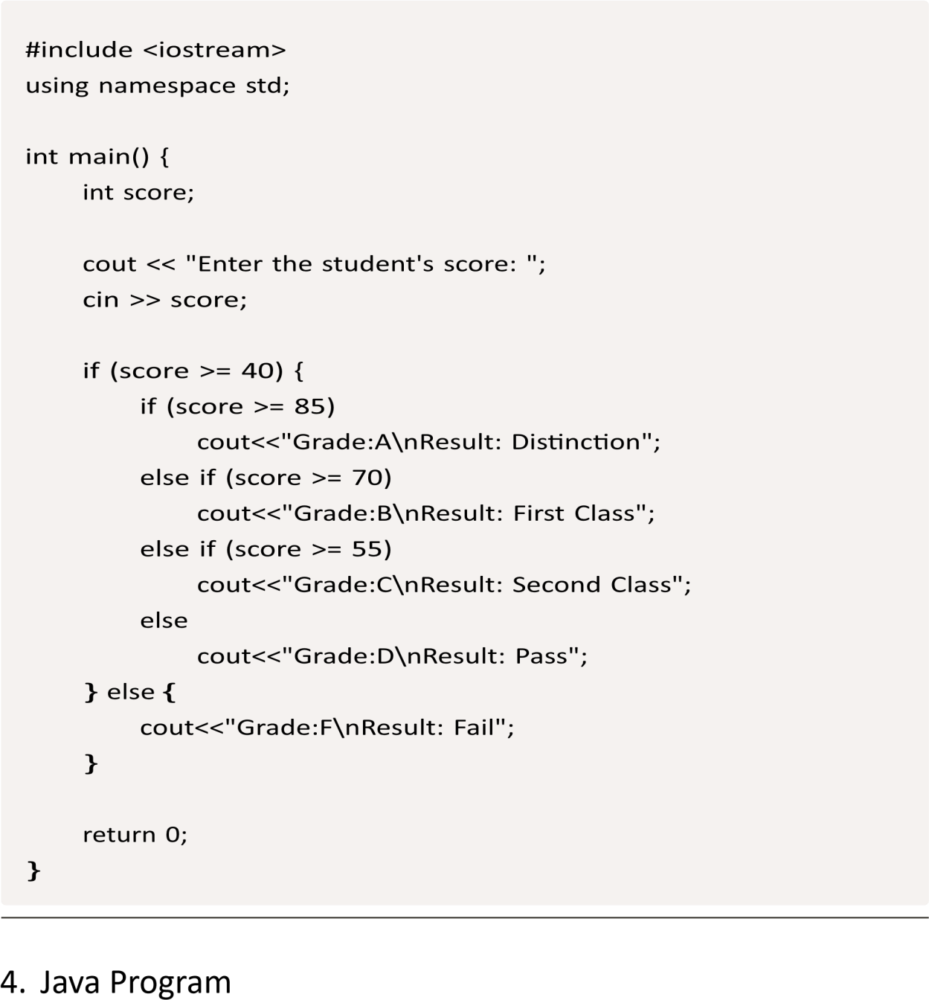 #include <iostream>
using namespace std;
int main() {
int score;
cout << "Enter the student's score: ";
cin >> score;
if (score >= 40) {
if (score >= 85)
cout<<"Grade:A\nResult: Distinction";
else if (score >= 70)
cout<<"Grade:B\nResult: First Class";
else if (score >= 55)
cout<<"Grade:C\nResult: Second Class";
else
cout<<"Grade:D\nResult: Pass";
} else {
cout<<"Grade:F\nResult: Fail";
}
return 0;
}
4. Java Program